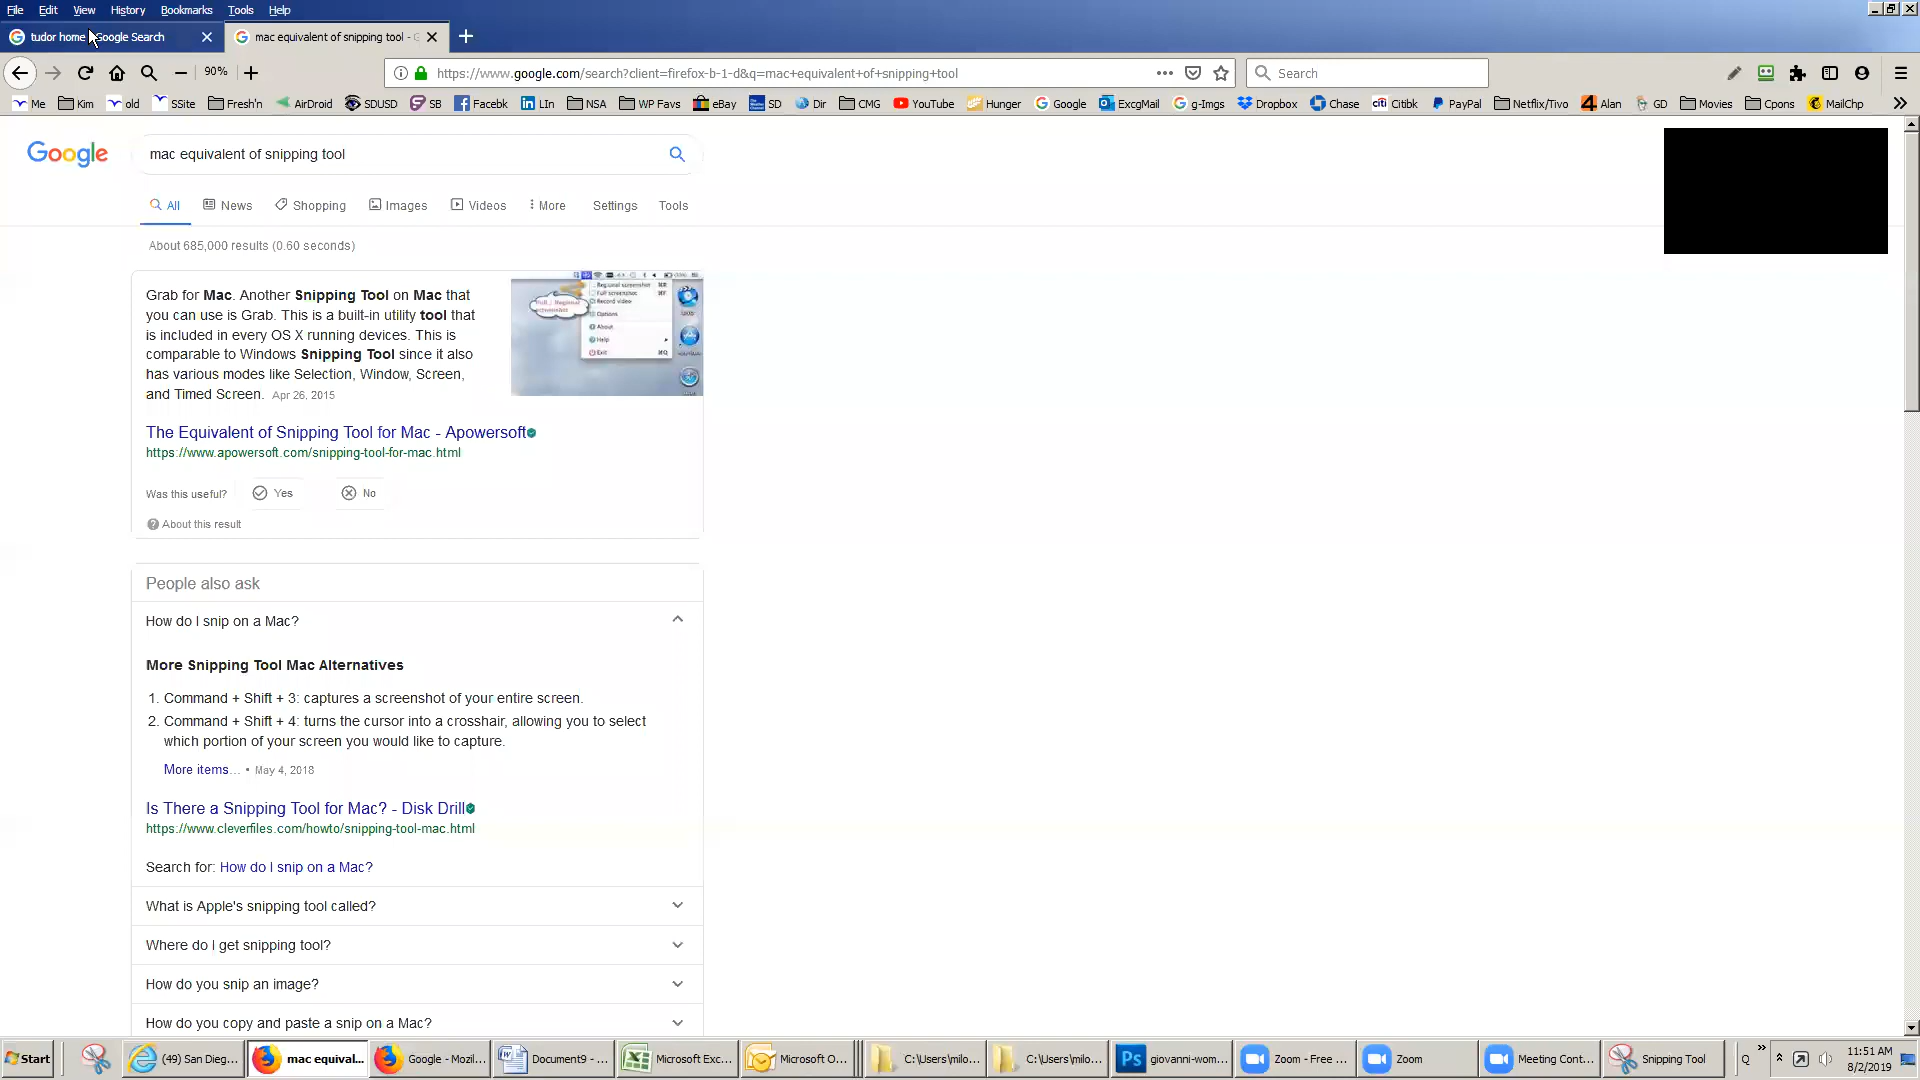 File Edit View History Bookmarks Tools Help
tudor home Google Search mac equivalent of snipping tool - G
90% https://www.google.com/search?client=firefox-b-1-d&q=mac+equivalent+of+snipping+tool Search
Me Kim old SSite Fresh'n AirDroid SDUSD SB Facebk LIn NSA WP Favs eBay SD Dir CMG YouTube Hunger Google ExcgMail g-Imgs Dropbox Chase citi Citibk PayPal Netflix/Tivo 4 Alan GD Movies Cpons MailChp
Google mac equivalent of snipping tool
All News Shopping Images Videos More Settings Tools
About 685,000 results (0.60 seconds)
Grab for Mac. Another Snipping Tool on Mac that
you can use is Grab. This is a built-in utility tool that
is included in every OS X running devices. This is
comparable to Windows Snipping Tool since it also
has various modes like Selection, Window, Screen,
and Timed Screen. Apr 26, 2015
Regional screenshot
Full screenshot
Record video
Options
About
Help
Exit
The Equivalent of Snipping Tool for Mac - Apowersoft
https://www.apowersoft.com/snipping-tool-for-mac.html
Was this useful? Yes No
About this result
People also ask
How do I snip on a Mac?
More Snipping Tool Mac Alternatives
1. Command + Shift + 3: captures a screenshot of your entire screen.
2. Command + Shift + 4: turns the cursor into a crosshair, allowing you to select
which portion of your screen you would like to capture.
More items... • May 4, 2018
Is There a Snipping Tool for Mac? - Disk Drill
https://www.cleverfiles.com/howto/snipping-tool-mac.html
Search for: How do I snip on a Mac?
What is Apple's snipping tool called?
Where do I get snipping tool?
How do you snip an image?
How do you copy and paste a snip on a Mac?
Start (49) San Dieg... mac equival... Google - Mozil... Document9 - ... Microsoft Exc... Microsoft O... C:\Users\milo... C:\Users\milo... Ps giovanni-wom... Zoom - Free ... Zoom Meeting Cont... Snipping Tool Q 11:51 AM
8/2/2019